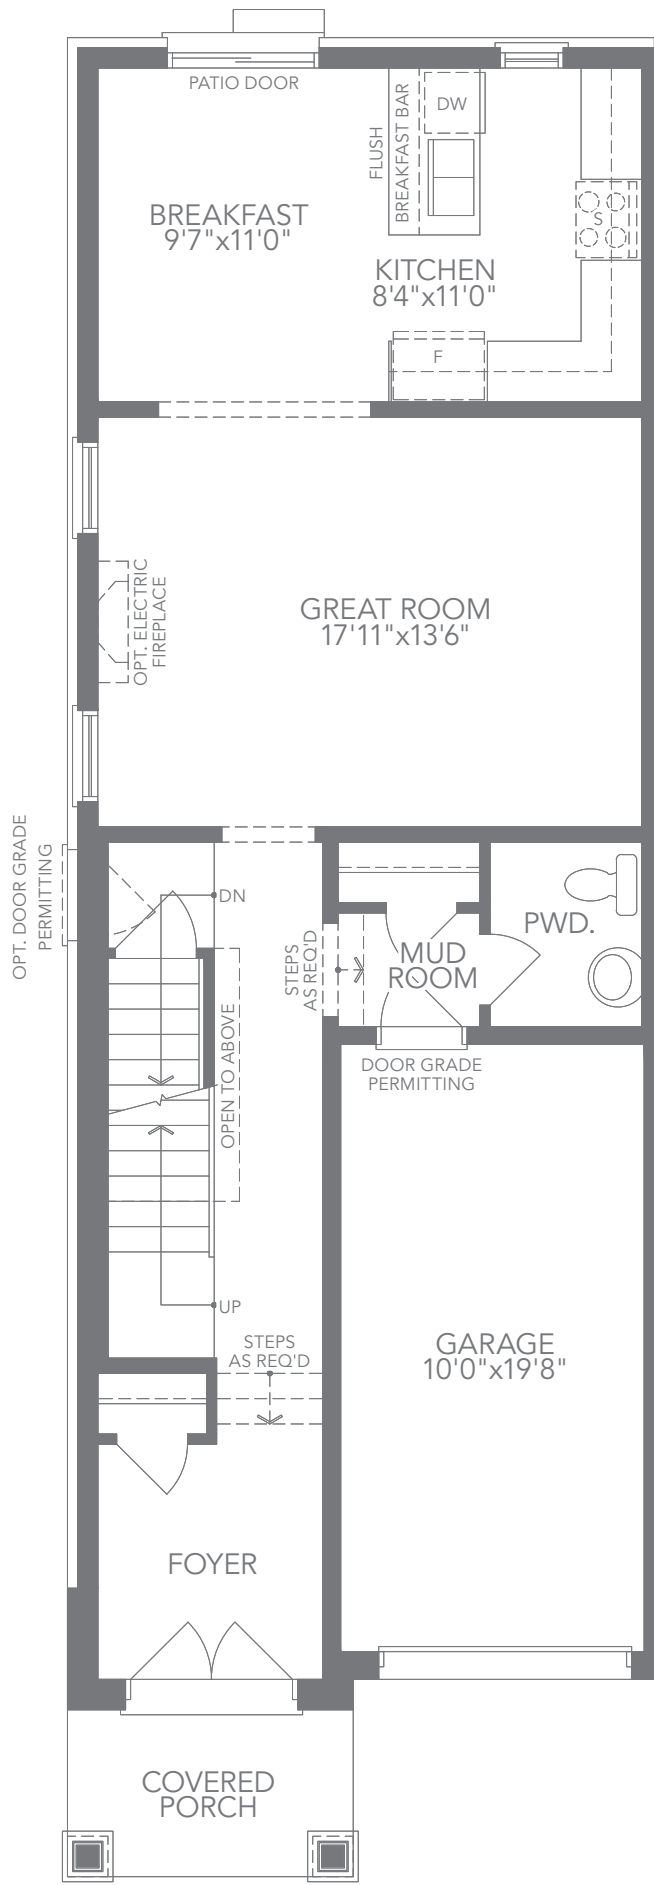 PATIO DOOR
DW
FLUSH
BREAKFAST BAR
S
BREAKFAST
9'7"x11'0"
KITCHEN
8'4"x11'0"
F
OPT. ELECTRIC
FIREPLACE
GREAT ROOM
17'11"x13'6"
OPT. DOOR GRADE
PERMITTING
DN
STEPS
AS REQ'D
MUD
ROOM
PWD.
OPEN TO ABOVE
DOOR GRADE
PERMITTING
UP
STEPS
AS REQ'D
GARAGE
10'0"x19'8"
FOYER
COVERED
PORCH